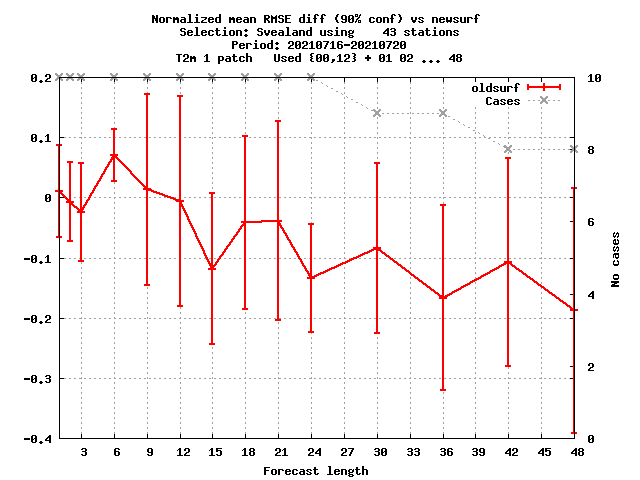 Normalized mean RMSE diff (90% conf) vs newsurf
Selection: Svealand using    43 stations
Period: 20210716-20210720
T2m 1 patch   Used {00,12} + 01 02 ... 48
oldsurf
Cases
0.2
0.1
0
-0.1
-0.2
-0.3
-0.4
10
8
6
4
2
0
No cases
3 6 9 12 15 18 21 24 27 30 33 36 39 42 45 48
Forecast length